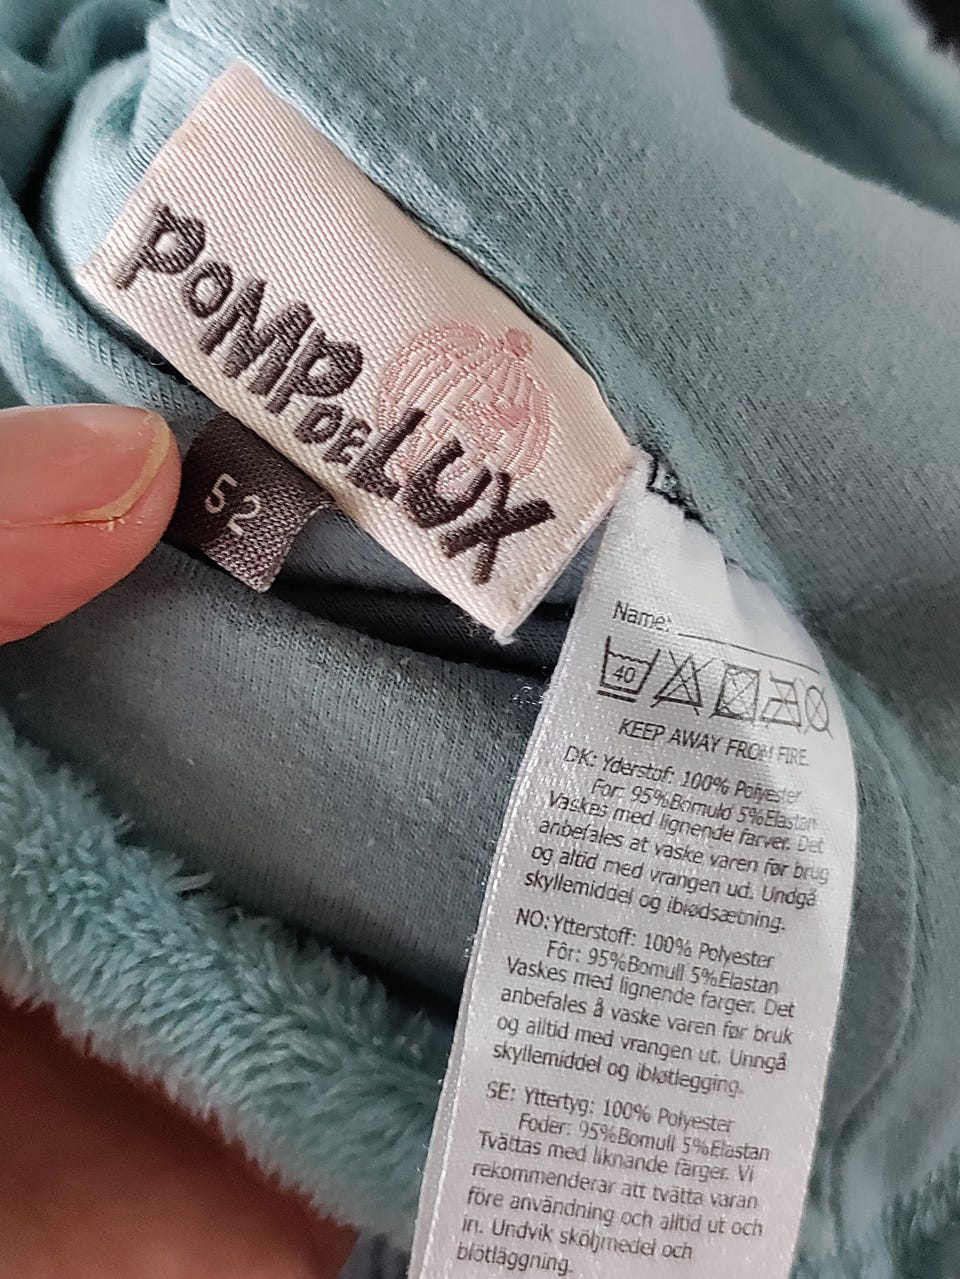 POMP DE LUX
52
Name:
40
KEEP AWAY FROM FIRE.
DK: Yderstof: 100% Polyester
For: 95%Bomuld 5%Elastan
Vaskes med lignende farver. Det
anbefales at vaske varen før brug
og altid med vrangen ud. Undgå
skyllemiddel og iblødsætning.
NO:Ytterstoff: 100% Polyester
Fôr: 95%Bomull 5%Elastan
Vaskes med lignende farger. Det
anbefales å vaske varen før bruk
og alltid med vrangen ut. Unngå
skyllemiddel og ibløtlegging.
SE: Yttertyg: 100% Polyester
Foder: 95%Bomull 5%Elastan
Tvättas med liknande färger. Vi
rekommenderar att tvätta varan
före användning och alltid ut och
in. Undvik sköljmedel och
blötläggning.